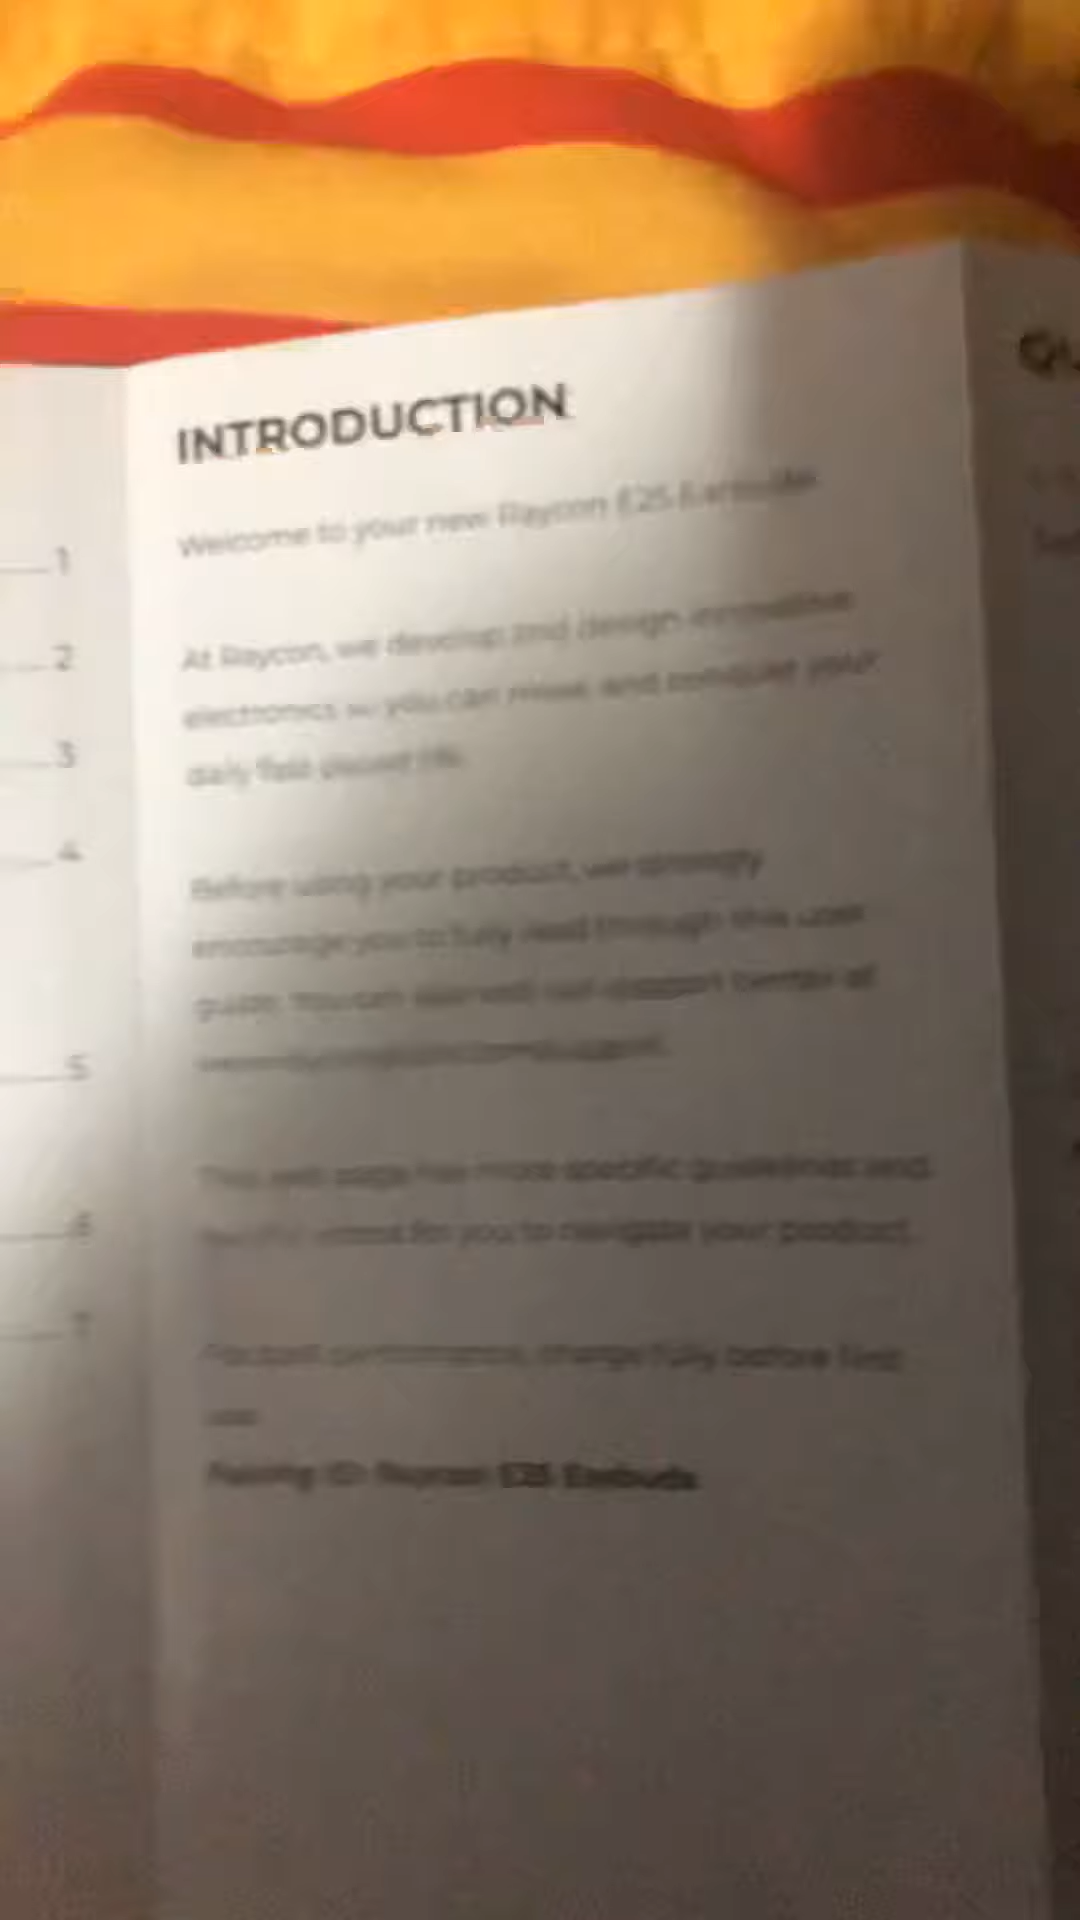 1
2
3
4
5
6
7
INTRODUCTION
Welcome to your new Raycon E25 Earbuds!
At Raycon, we develop and design innovative
electronics so you can move and conquer your
daily fast paced life.
Before using your product, we strongly
encourage you to fully read through this user
guide. You can also visit our support center at
This web page has more specific guidelines and
videos for you to navigate your product.
For best performance, charge fully before first
use.
Pairing ID: Raycon E25 Earbuds
QU